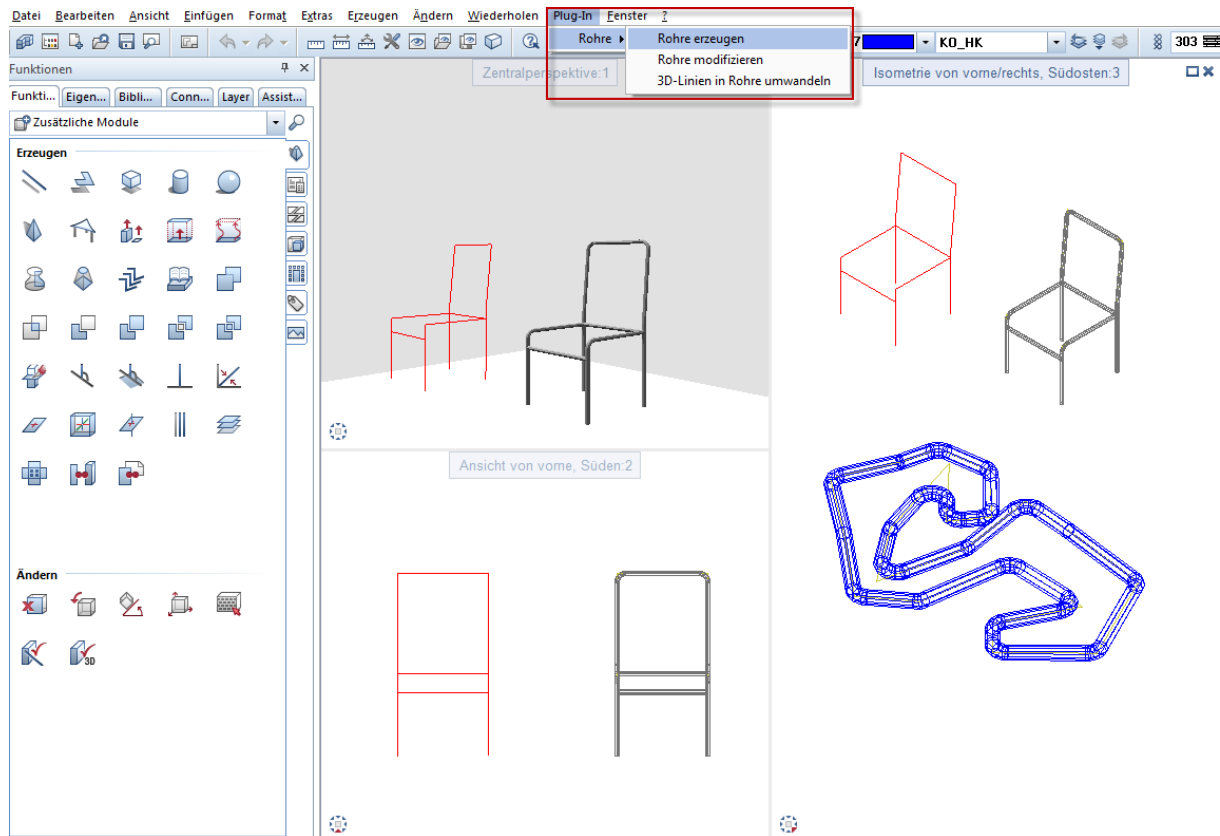 Datei Bearbeiten Ansicht Einfügen Format Extras Erzeugen Ändern Wiederholen Plug-In Fenster ?
Rohre
Rohre erzeugen
Rohre modifizieren
3D-Linien in Rohre umwandeln
7
KO_HK
303
Funktionen
Funkti... Eigen... Bibli... Conn... Layer Assist...
Zusätzliche Module
Erzeugen
Ändern
3D
Zentralperspektive:1
Isometrie von vorne/rechts, Südosten:3
Ansicht von vorne, Süden:2